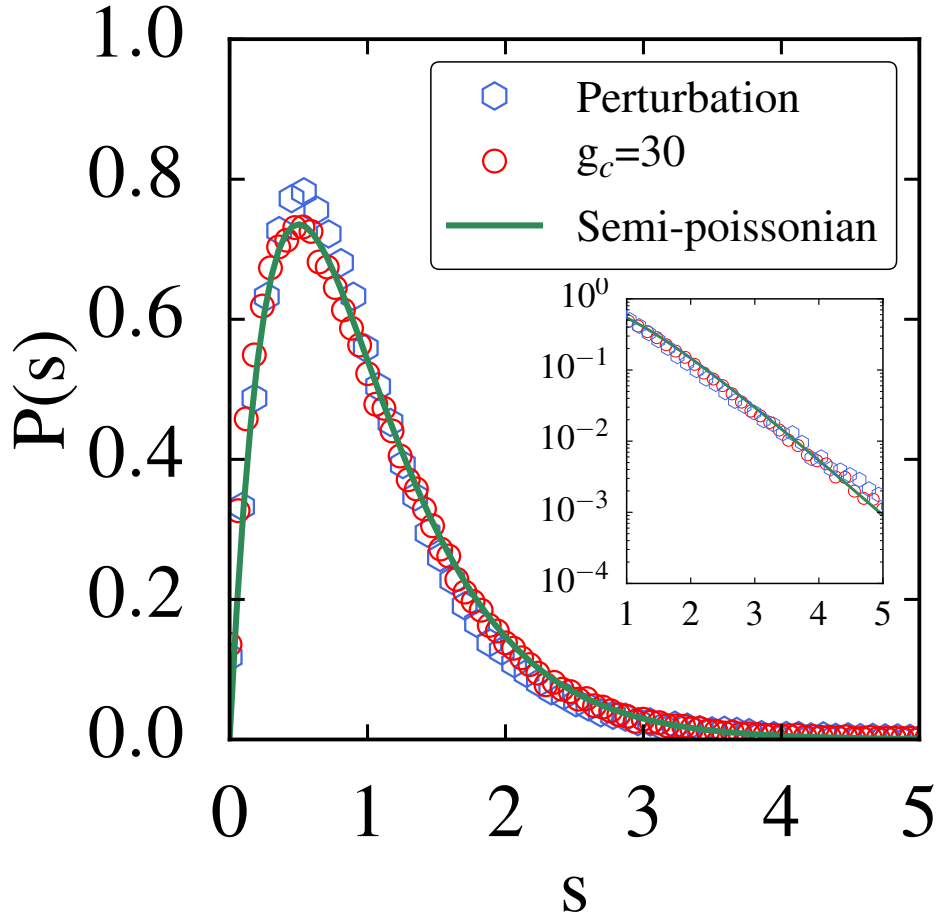 1.0
0.8
0.6
0.4
0.2
0.0
P(s)
Perturbation
g_c=30
Semi-poissonian
10^0
10^{-1}
10^{-2}
10^{-3}
10^{-4}
1 2 3 4 5
0 1 2 3 4 5
s